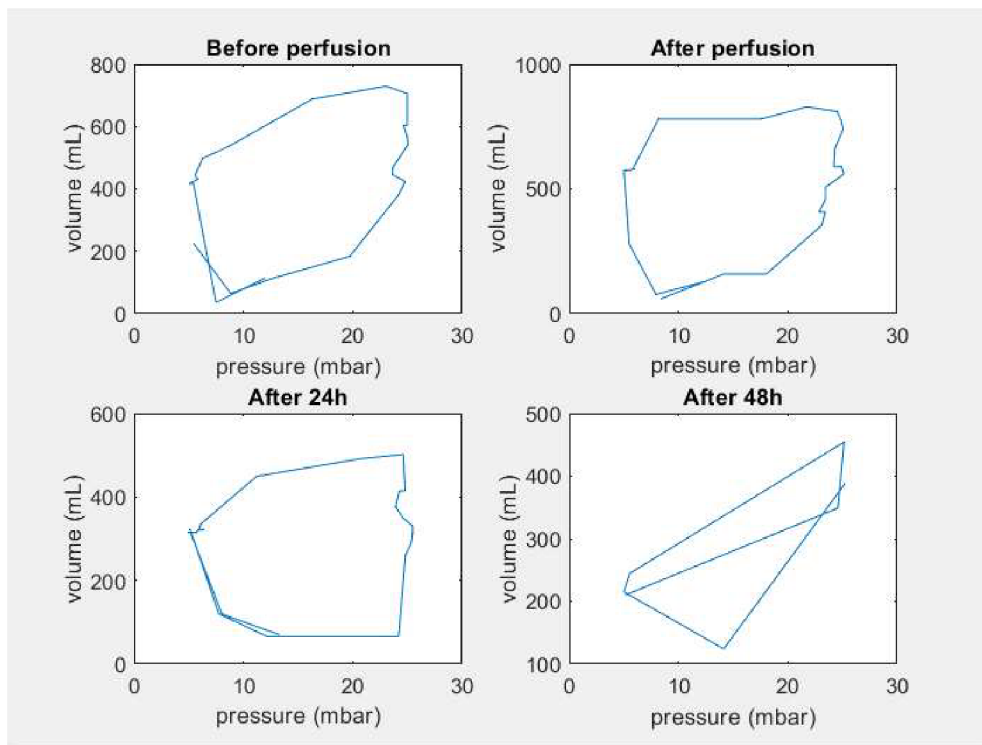 Before perfusion
800
600
400
200
0
volume (mL)
0 10 20 30
pressure (mbar)
After perfusion
1000
500
0
volume (mL)
0 10 20 30
pressure (mbar)
After 24h
600
400
200
0
volume (mL)
0 10 20 30
pressure (mbar)
After 48h
500
400
300
200
100
volume (mL)
0 10 20 30
pressure (mbar)